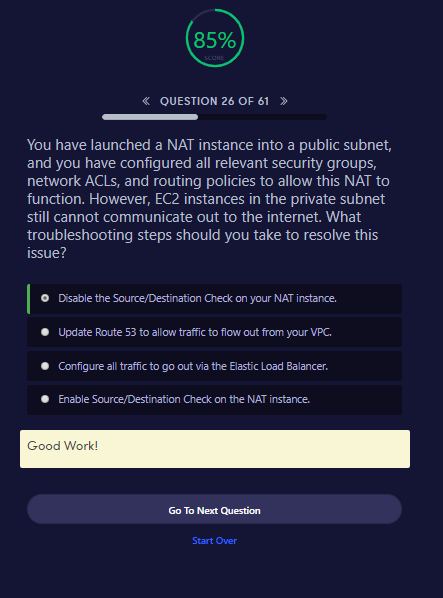 85%
SCORE
« QUESTION 26 OF 61 »
You have launched a NAT instance into a public subnet,
and you have configured all relevant security groups,
network ACLs, and routing policies to allow this NAT to
function. However, EC2 instances in the private subnet
still cannot communicate out to the internet. What
troubleshooting steps should you take to resolve this
issue?
Disable the Source/Destination Check on your NAT instance.
Update Route 53 to allow traffic to flow out from your VPC.
Configure all traffic to go out via the Elastic Load Balancer.
Enable Source/Destination Check on the NAT instance.
Good Work!
Go To Next Question
Start Over